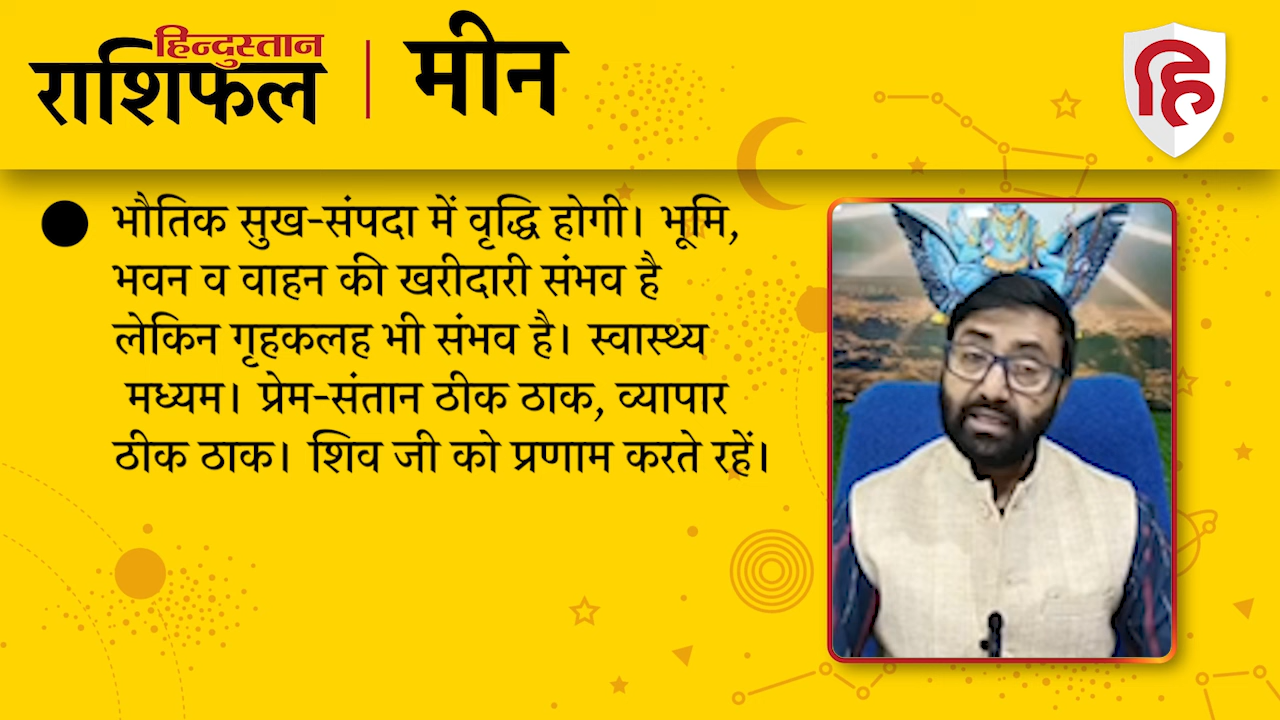 हिन्दुस्तान
राशिफल
मीन
हि
भौतिक सुख-संपदा में वृद्धि होगी। भूमि,
भवन व वाहन की खरीदारी संभव है
लेकिन गृहकलह भी संभव है। स्वास्थ्य
मध्यम। प्रेम-संतान ठीक ठाक, व्यापार
ठीक ठाक। शिव जी को प्रणाम करते रहें।